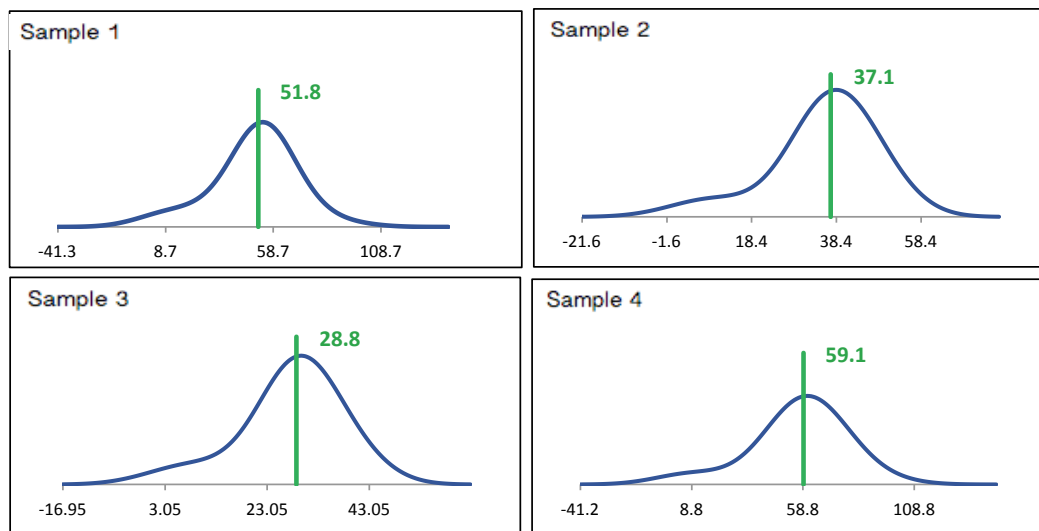 Sample 1
51.8
-41.3 8.7 58.7 108.7
Sample 2
37.1
-21.6 -1.6 18.4 38.4 58.4
Sample 3
28.8
-16.95 3.05 23.05 43.05
Sample 4
59.1
-41.2 8.8 58.8 108.8